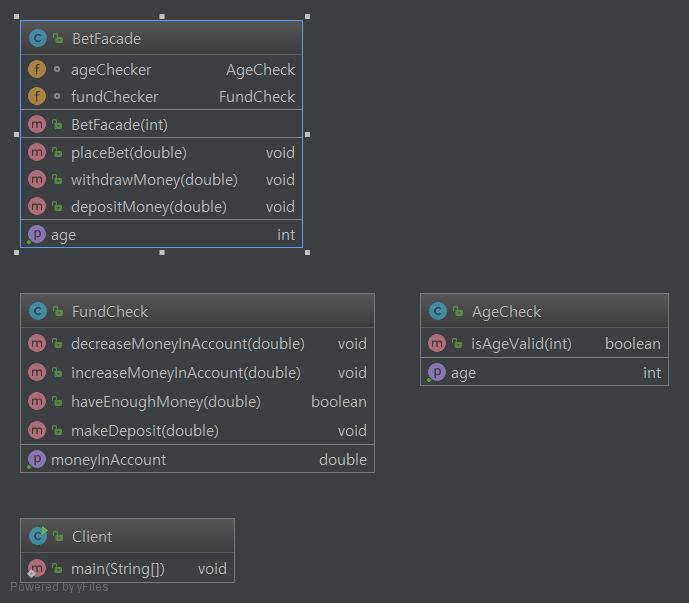 BetFacade
ageChecker AgeCheck
fundChecker FundCheck
BetFacade(int)
placeBet(double) void
withdrawMoney(double) void
depositMoney(double) void
age int
FundCheck
decreaseMoneyInAccount(double) void
increaseMoneyInAccount(double) void
haveEnoughMoney(double) boolean
makeDeposit(double) void
moneyInAccount double
AgeCheck
isAgeValid(int) boolean
age int
Client
main(String[]) void
Powered by yFiles